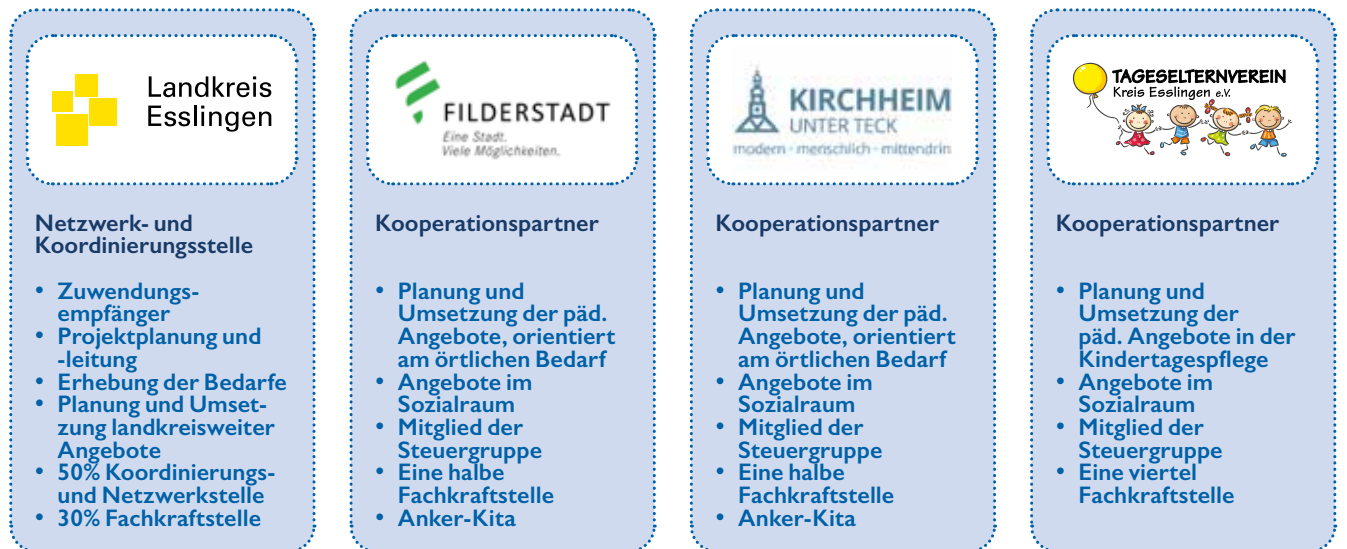 Landkreis
Esslingen
Netzwerk- und
Koordinierungsstelle
• Zuwendungs-
empfänger
• Projektplanung und
-leitung
• Erhebung der Bedarfe
• Planung und Umset-
zung landkreisweiter
Angebote
• 50% Koordinierungs-
und Netzwerkstelle
• 30% Fachkraftstelle
FILDERSTADT
Eine Stadt.
Viele Möglichkeiten.
Kooperationspartner
• Planung und
Umsetzung der päd.
Angebote, orientiert
am örtlichen Bedarf
• Angebote im
Sozialraum
• Mitglied der
Steuergruppe
• Eine halbe
Fachkraftstelle
• Anker-Kita
KIRCHHEIM
UNTER TECK
modern - menschlich - mittendrin
Kooperationspartner
• Planung und
Umsetzung der päd.
Angebote, orientiert
am örtlichen Bedarf
• Angebote im
Sozialraum
• Mitglied der
Steuergruppe
• Eine halbe
Fachkraftstelle
• Anker-Kita
TAGESELTERNVEREIN
Kreis Esslingen e.V.
Kooperationspartner
• Planung und
Umsetzung der
päd. Angebote in der
Kindertagespflege
• Angebote im
Sozialraum
• Mitglied der
Steuergruppe
• Eine viertel
Fachkraftstelle